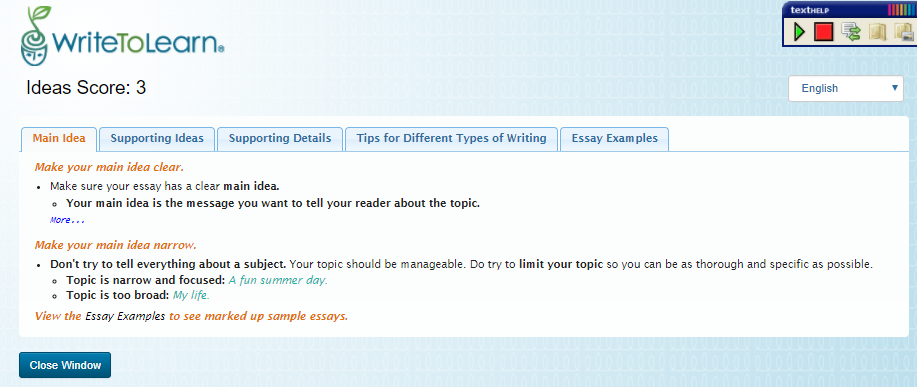 textHELP
WriteToLearn®
Ideas Score: 3
English
Main Idea
Supporting Ideas
Supporting Details
Tips for Different Types of Writing
Essay Examples
Make your main idea clear.
• Make sure your essay has a clear main idea.
Your main idea is the message you want to tell your reader about the topic.
More...
Make your main idea narrow.
• Don't try to tell everything about a subject. Your topic should be manageable. Do try to limit your topic so you can be as thorough and specific as possible.
Topic is narrow and focused: A fun summer day.
Topic is too broad: My life.
View the Essay Examples to see marked up sample essays.
Close Window